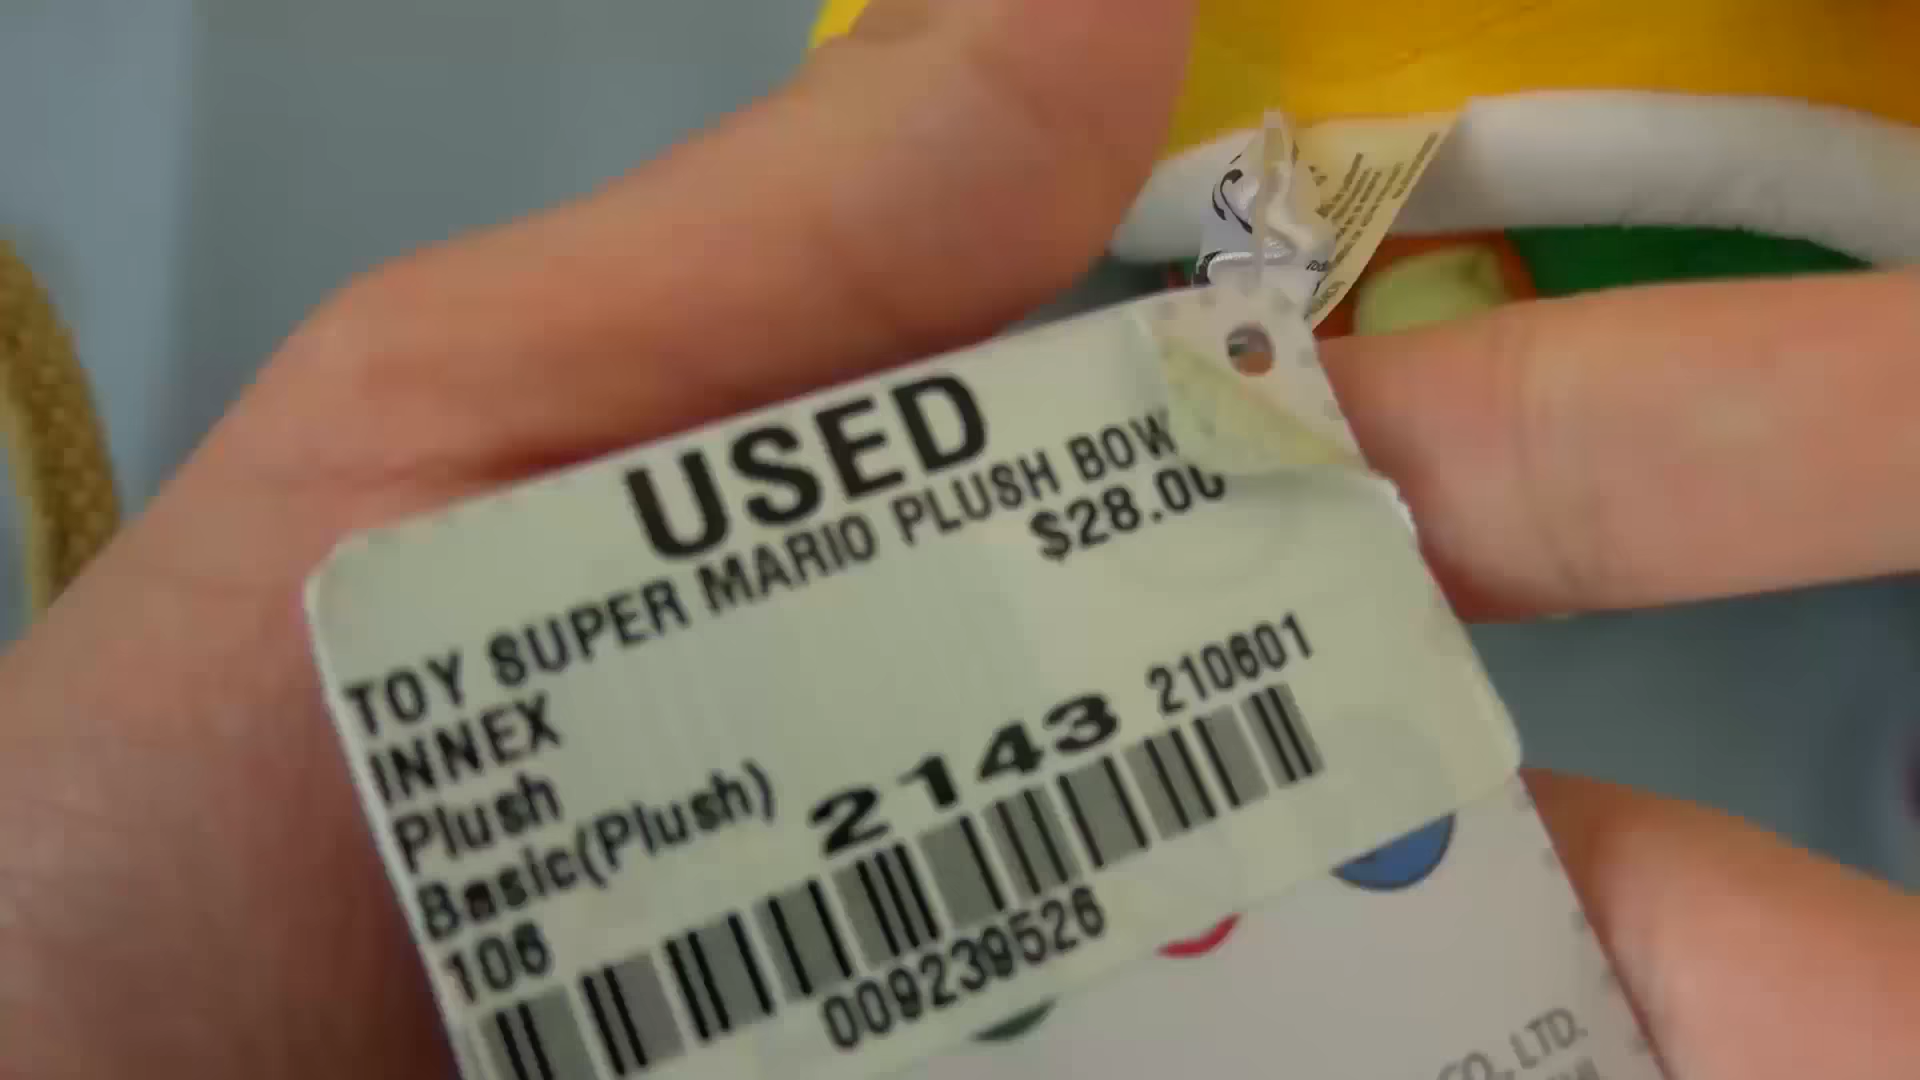 USED
TOY SUPER MARIO PLUSH BOW
$28.00
INNEX
Plush
Basic(Plush)
2143 210601
106
009239526
CO., LTD.